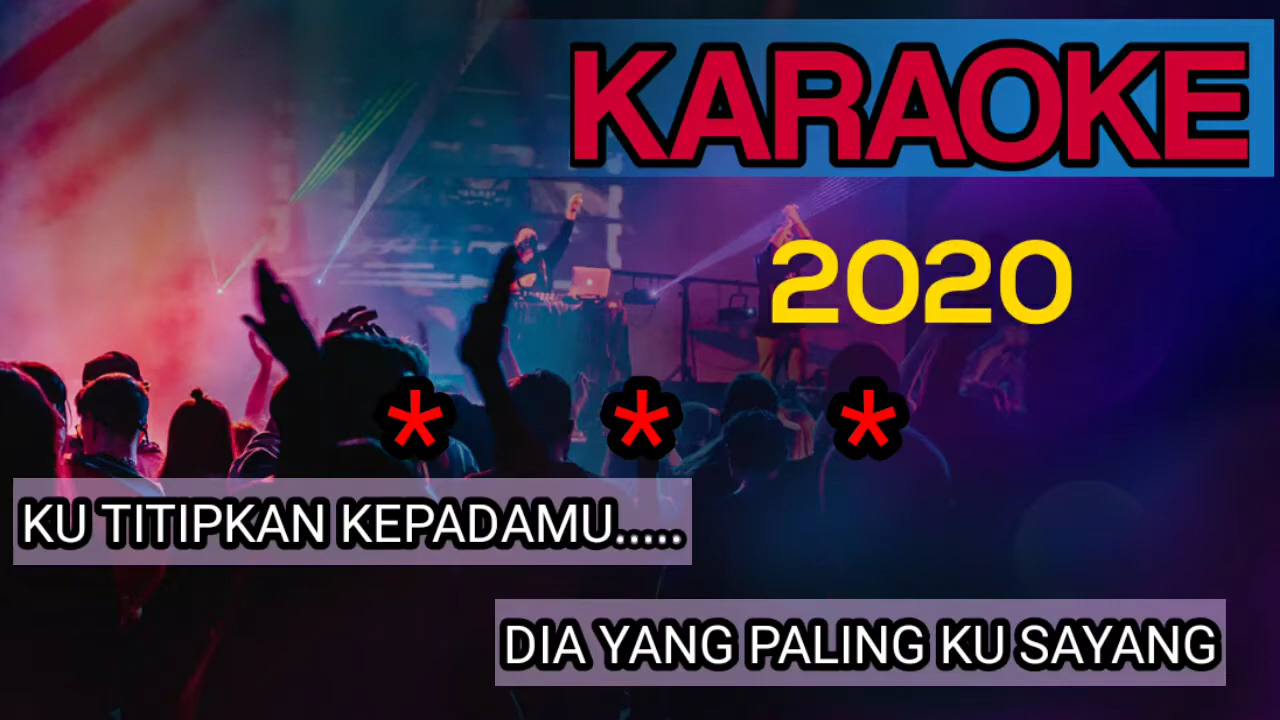 KARAOKE
2020
* * *
KU TITIPKAN KEPADAMU.....
DIA YANG PALING KU SAYANG